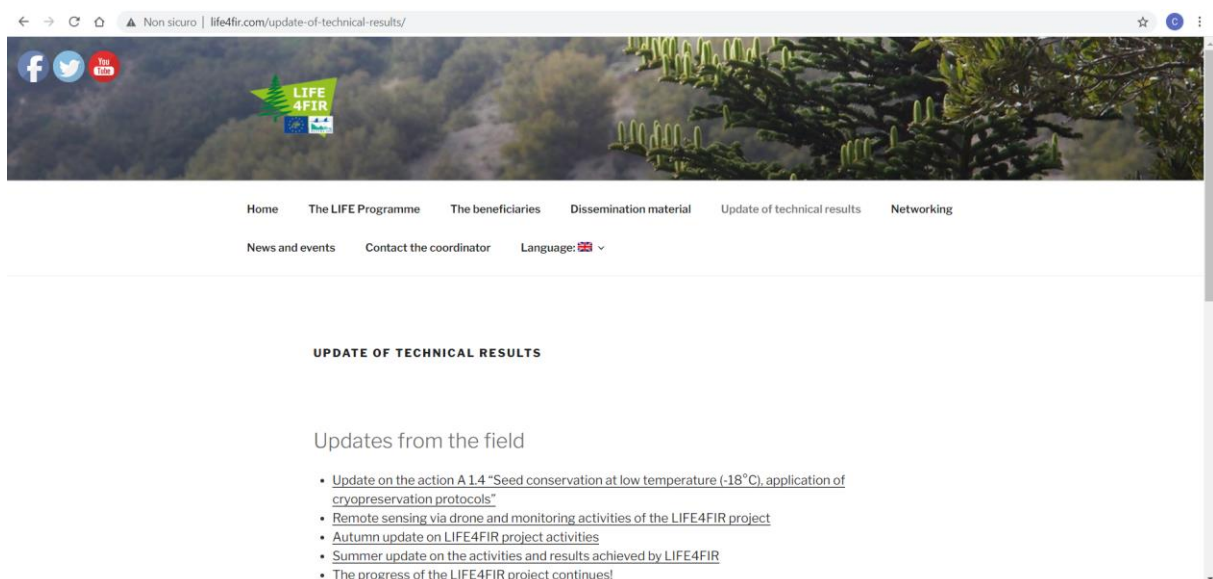 Non sicuro | life4fir.com/update-of-technical-results/
C
f
You
Tube
LIFE
4FIR
Home The LIFE Programme The beneficiaries Dissemination material Update of technical results Networking
News and events Contact the coordinator Language:
UPDATE OF TECHNICAL RESULTS
Updates from the field
• Update on the action A 1.4 “Seed conservation at low temperature (-18°C), application of
cryopreservation protocols”
• Remote sensing via drone and monitoring activities of the LIFE4FIR project
• Autumn update on LIFE4FIR project activities
• Summer update on the activities and results achieved by LIFE4FIR
• The progress of the LIFE4FIR project continues!